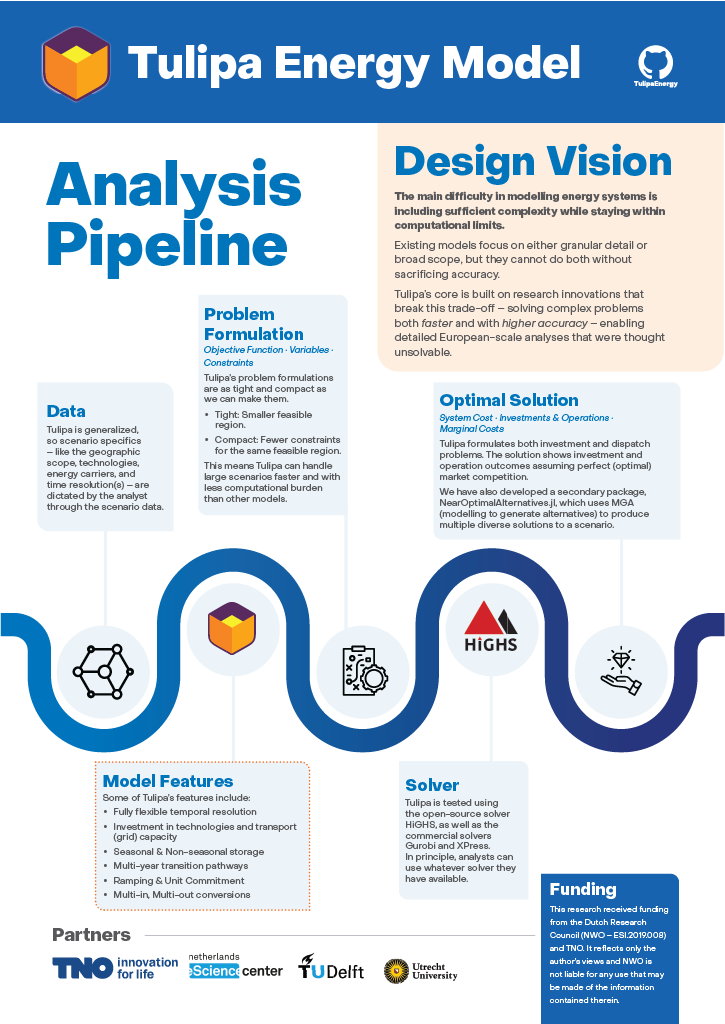 Tulipa Energy Model
TulipaEnergy
Analysis
Pipeline
Design Vision
The main difficulty in modelling energy systems is
including sufficient complexity while staying within
computational limits.
Existing models focus on either granular detail or
broad scope, but they cannot do both without
sacrificing accuracy.
Tulipa's core is built on research innovations that
break this trade-off – solving complex problems
both faster and with higher accuracy – enabling
detailed European-scale analyses that were thought
unsolvable.
Data
Tulipa is generalized,
so scenario specifics
– like the geographic
scope, technologies,
energy carriers, and
time resolution(s) – are
dictated by the analyst
through the scenario data.
Problem
Formulation
Objective Function · Variables ·
Constraints
Tulipa's problem formulations
are as tight and compact as
we can make them.
• Tight: Smaller feasible
region.
• Compact: Fewer constraints
for the same feasible region.
This means Tulipa can handle
large scenarios faster and with
less computational burden
than other models.
Optimal Solution
System Cost · Investments & Operations ·
Marginal Costs
Tulipa formulates both investment and dispatch
problems. The solution shows investment and
operation outcomes assuming perfect (optimal)
market competition.
We have also developed a secondary package,
NearOptimalAlternatives.jl, which uses MGA
(modelling to generate alternatives) to produce
multiple diverse solutions to a scenario.
HiGHS
Model Features
Some of Tulipa's features include:
• Fully flexible temporal resolution
• Investment in technologies and transport
(grid) capacity
• Seasonal & Non-seasonal storage
• Multi-year transition pathways
• Ramping & Unit Commitment
• Multi-in, Multi-out conversions
Solver
Tulipa is tested using
the open-source solver
HiGHS, as well as the
commercial solvers
Gurobi and XPress.
In principle, analysts can
use whatever solver they
have available.
Funding
This research received funding
from the Dutch Research
Council (NWO – ESI.2019.008)
and TNO. It reflects only the
author's views and NWO is
not liable for any use that may
be made of the information
contained therein.
Partners
TNO innovation
for life
netherlands
eScience center
TU Delft
Utrecht
University